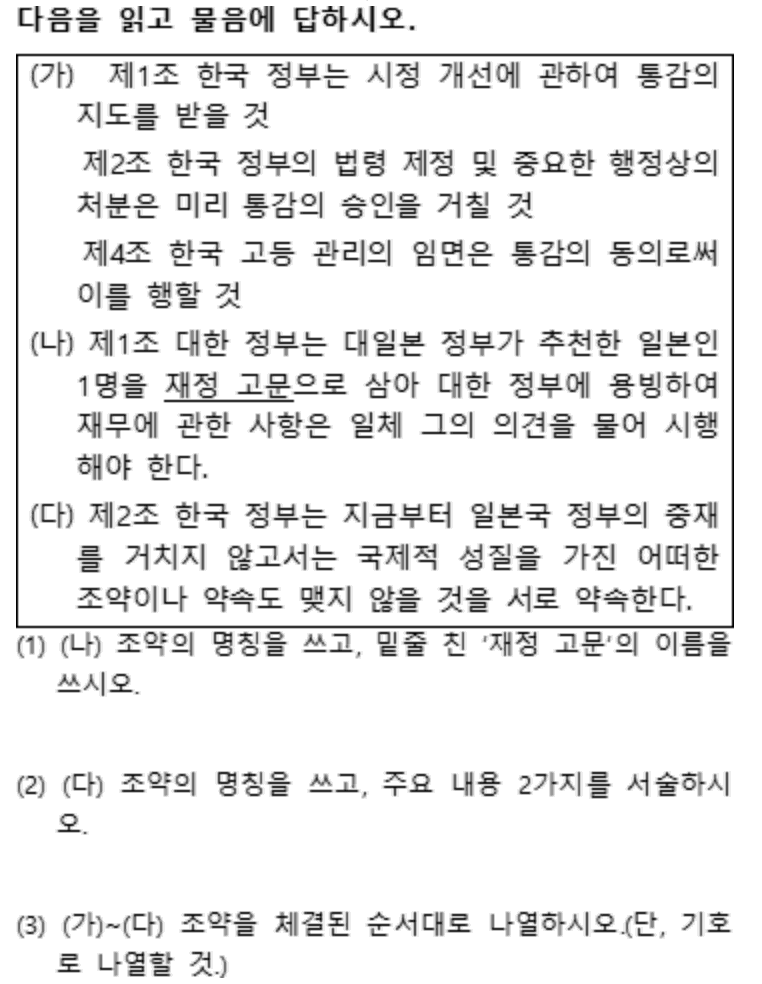 다음을 읽고 물음에 답하시오.
(가) 제1조 한국 정부는 시정 개선에 관하여 통감의
지도를 받을 것
제2조 한국 정부의 법령 제정 및 중요한 행정상의
처분은 미리 통감의 승인을 거칠 것
제4조 한국 고등 관리의 임면은 통감의 동의로써
이를 행할 것
(나) 제1조 대한 정부는 대일본 정부가 추천한 일본인
1명을 재정 고문으로 삼아 대한 정부에 용빙하여
재무에 관한 사항은 일체 그의 의견을 물어 시행
해야 한다.
(다) 제2조 한국 정부는 지금부터 일본국 정부의 중재
를 거치지 않고서는 국제적 성질을 가진 어떠한
조약이나 약속도 맺지 않을 것을 서로 약속한다.
(1) (나) 조약의 명칭을 쓰고, 밑줄 친 '재정 고문'의 이름을
쓰시오.
(2) (다) 조약의 명칭을 쓰고, 주요 내용 2가지를 서술하시
오.
(3) (가)~(다) 조약을 체결된 순서대로 나열하시오.(단, 기호
로 나열할 것.)